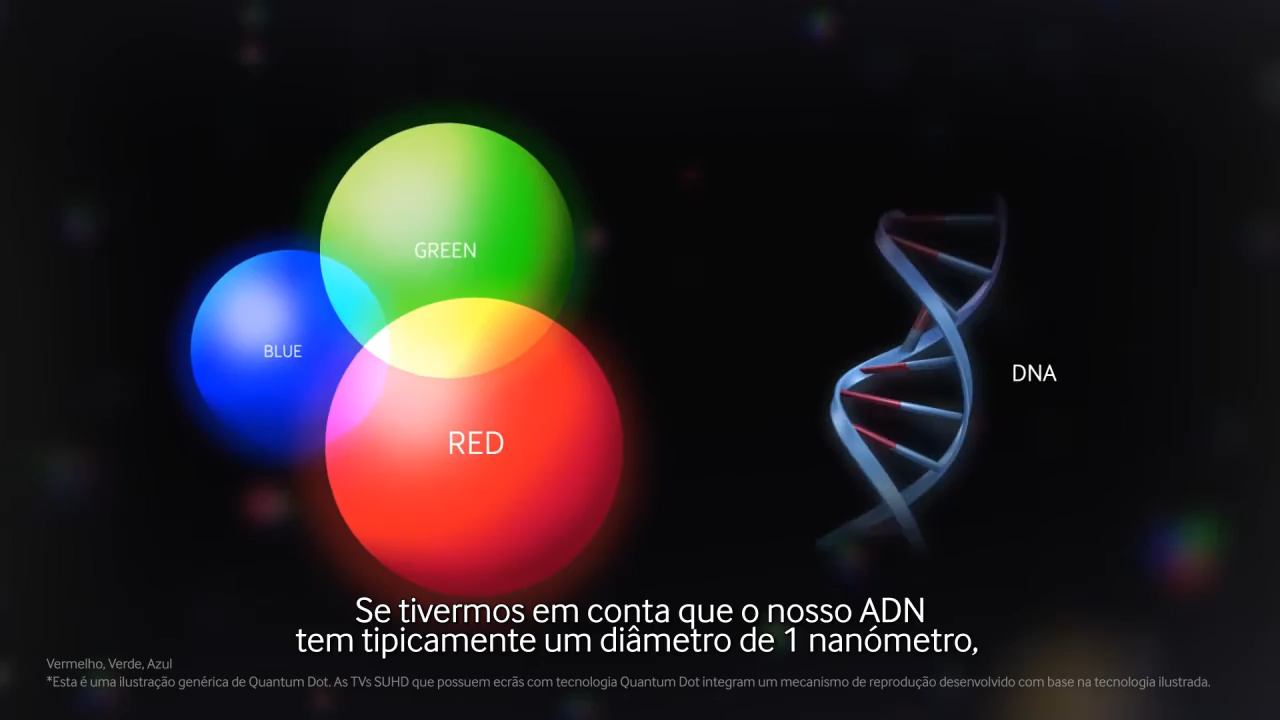 GREEN
BLUE
RED
DNA
Se tivermos em conta que o nosso ADN
tem tipicamente um diâmetro de 1 nanómetro,
Vermelho, Verde, Azul
*Esta é uma ilustração genérica de Quantum Dot. As TVs SUHD que possuem ecrãs com tecnologia Quantum Dot integram um mecanismo de reprodução desenvolvido com base na tecnologia ilustrada.